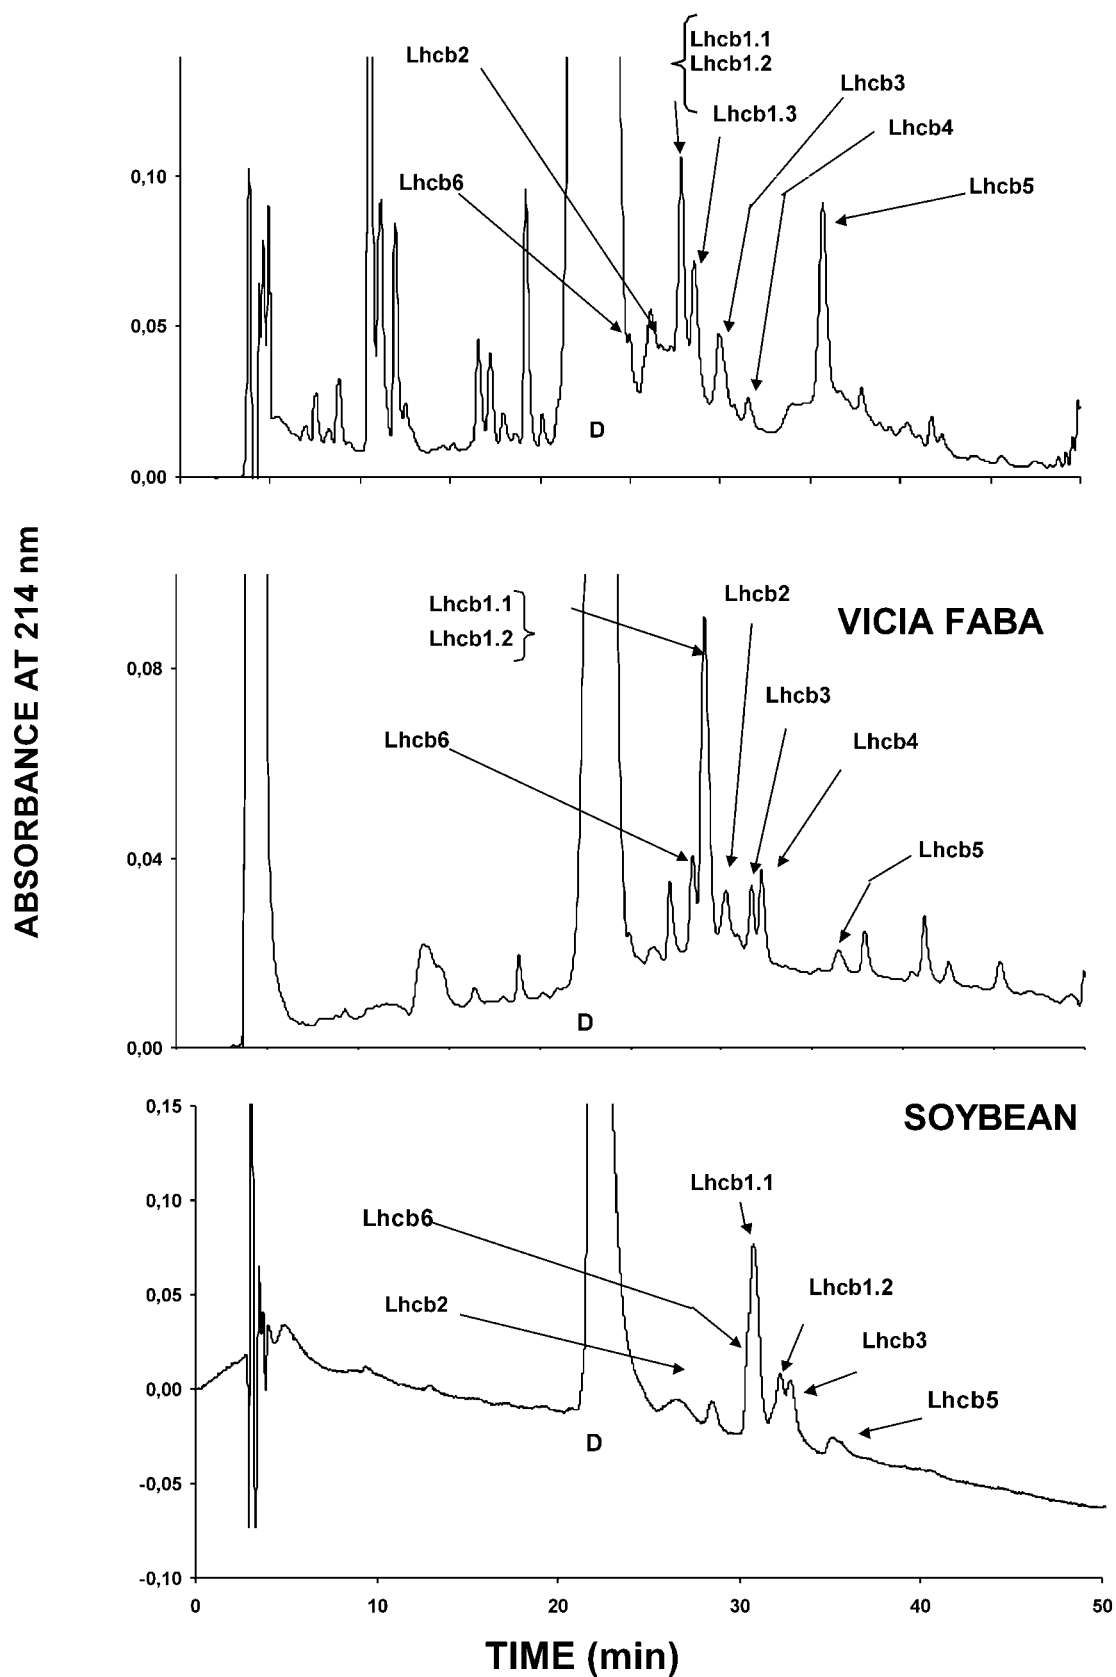 ABSORBANCE AT 214 nm
Lhcb2
Lhcb1.1
Lhcb1.2
Lhcb1.3
Lhcb3
Lhcb4
Lhcb6
Lhcb5
0,10
0,05
0,00
D
VICIA FABA
Lhcb1.1
Lhcb1.2
Lhcb2
Lhcb3
Lhcb6
Lhcb4
Lhcb5
0,08
0,04
0,00
D
SOYBEAN
Lhcb1.1
Lhcb6
Lhcb1.2
Lhcb2
Lhcb3
Lhcb5
0,15
0,10
0,05
0,00
-0,05
-0,10
D
0 10 20 30 40 50
TIME (min)